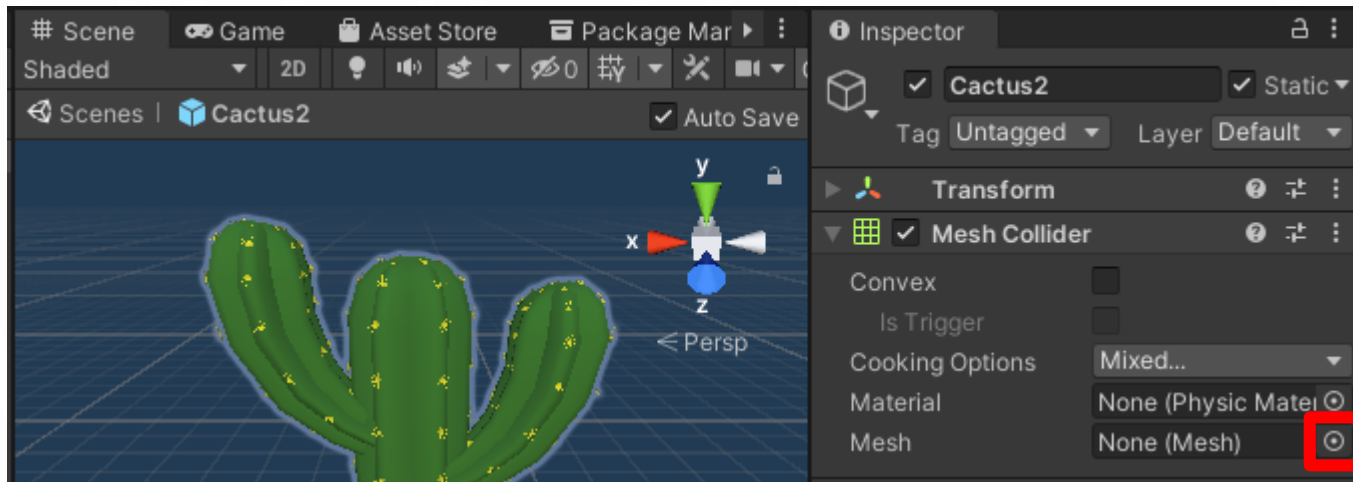 Scene Game Asset Store Package Mar
Shaded 2D 0
Scenes | Cactus2 Auto Save
y
x
z
< Persp
Inspector
Cactus2 Static
Tag Untagged Layer Default
Transform
Mesh Collider
Convex
Is Trigger
Cooking Options Mixed...
Material None (Physic Mater
Mesh None (Mesh)